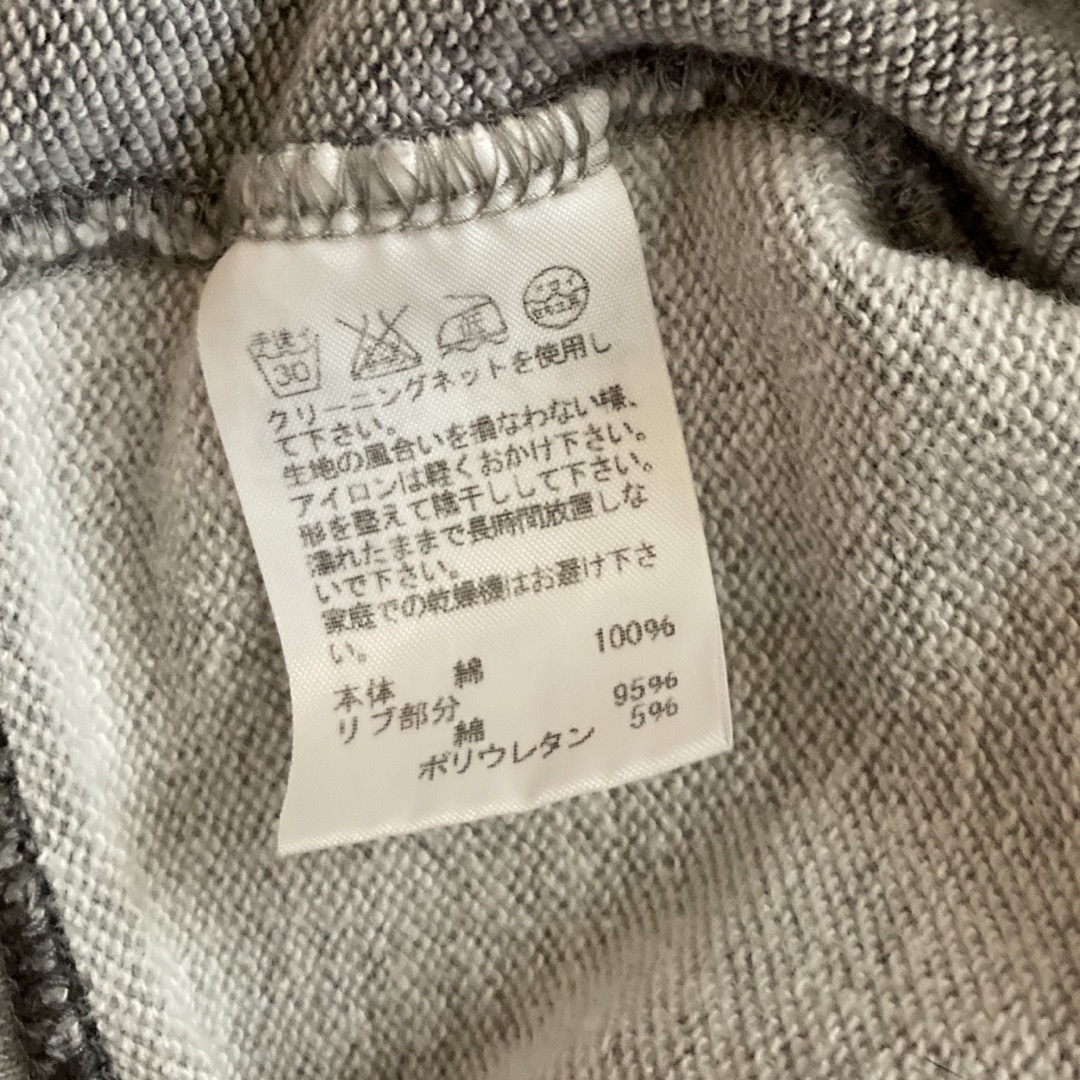 手洗イ 30
低
クリーニングネットを使用し
て下さい。
生地の風合いを損なわない様、
アイロンは軽くおかけ下さい。
形を整えて陰干しして下さい。
濡れたままで長時間放置しな
いで下さい。
家庭での乾燥機はお避け下さ
い。
本体 綿 100%
リブ部分
綿 95%
ポリウレタン 5%